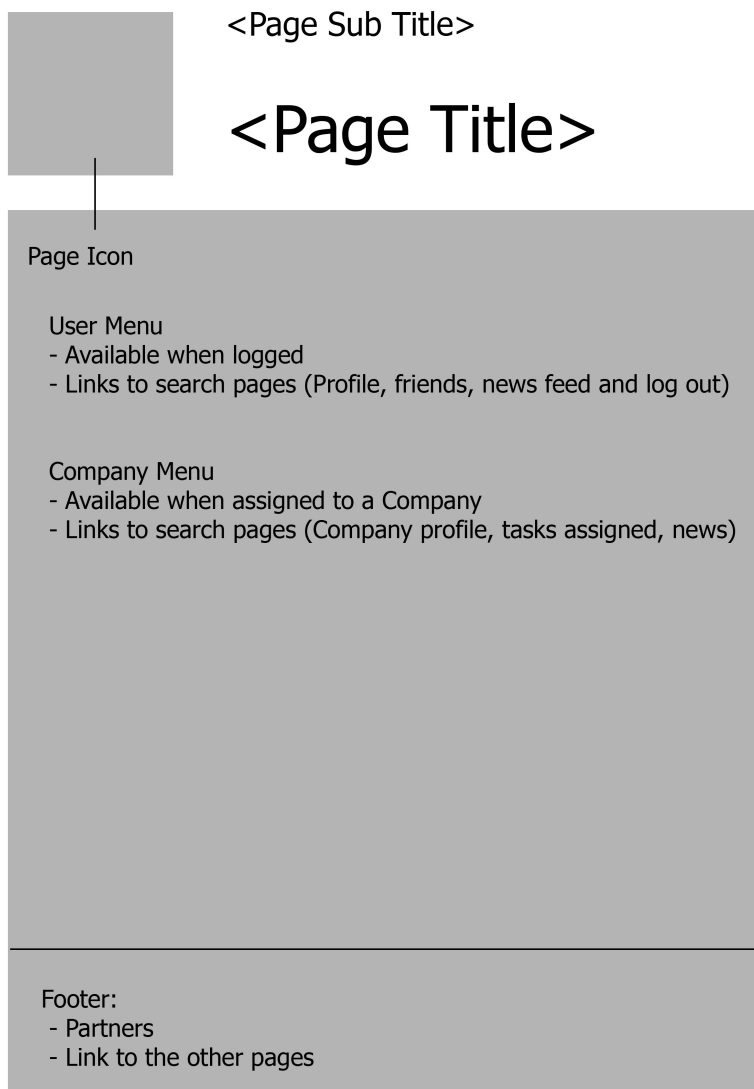 <Page Sub Title>
<Page Title>
Page Icon
User Menu
- Available when logged
- Links to search pages (Profile, friends, news feed and log out)
Company Menu
- Available when assigned to a Company
- Links to search pages (Company profile, tasks assigned, news)
Footer:
- Partners
- Link to the other pages